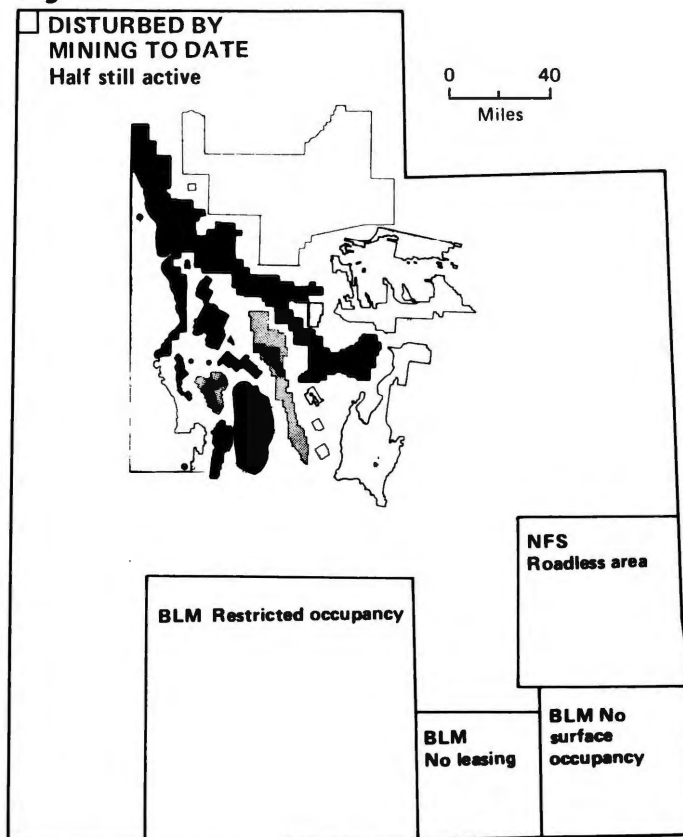 DISTURBED BY
MINING TO DATE
Half still active
0 40
Miles
NFS
Roadless area
BLM Restricted occupancy
BLM
No leasing
BLM No
surface
occupancy